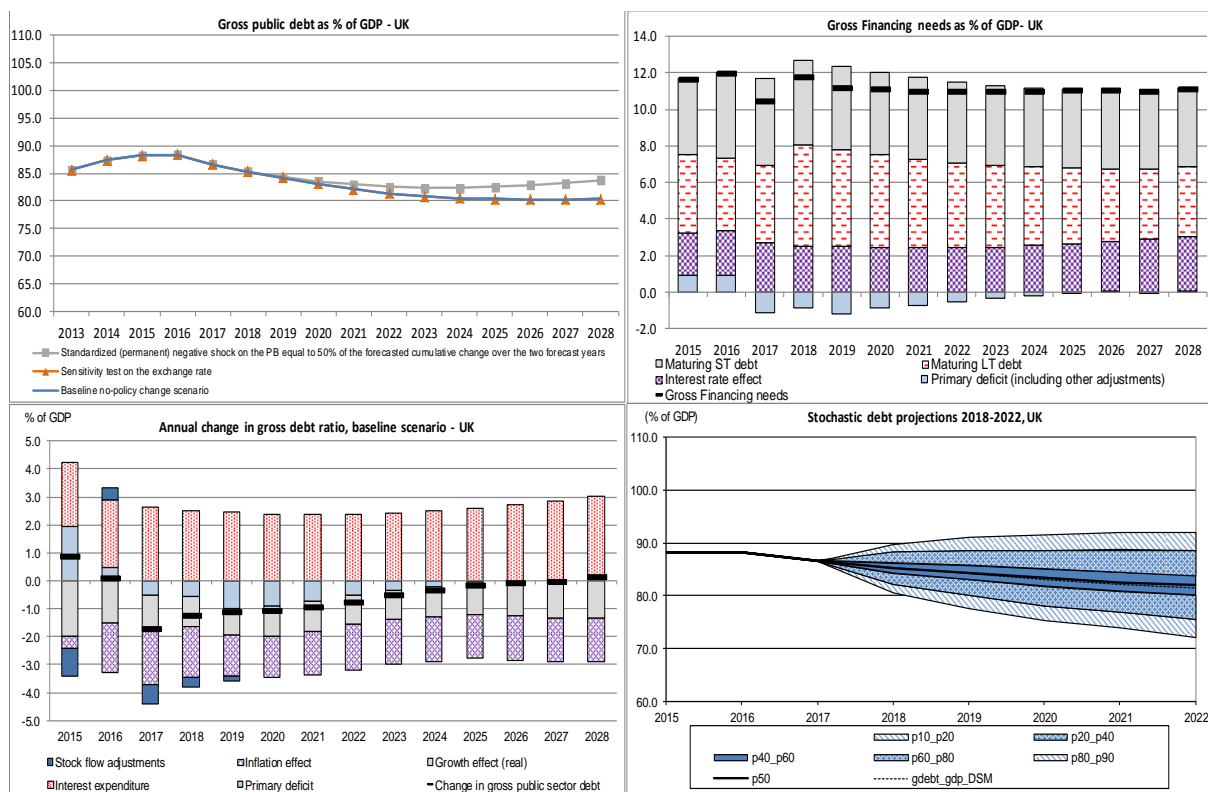 Gross public debt as % of GDP - UK
110.0
105.0
100.0
95.0
90.0
85.0
80.0
75.0
70.0
65.0
60.0
2013 2014 2015 2016 2017 2018 2019 2020 2021 2022 2023 2024 2025 2026 2027 2028
Standardized (permanent) negative shock on the PB equal to 50% of the forecasted cumulative change over the two forecast years
Sensitivity test on the exchange rate
Baseline no-policy change scenario
Gross Financing needs as % of GDP- UK
14.0
12.0
10.0
8.0
6.0
4.0
2.0
0.0
-2.0
2015 2016 2017 2018 2019 2020 2021 2022 2023 2024 2025 2026 2027 2028
Maturing ST debt Maturing LT debt
Interest rate effect Primary deficit (including other adjustments)
Gross Financing needs
% of GDP
Annual change in gross debt ratio, baseline scenario - UK
5.0
4.0
3.0
2.0
1.0
0.0
-1.0
-2.0
-3.0
-4.0
-5.0
2015 2016 2017 2018 2019 2020 2021 2022 2023 2024 2025 2026 2027 2028
Stock flow adjustments Inflation effect Growth effect (real)
Interest expenditure Primary deficit Change in gross public sector debt
(% of GDP)
Stochastic debt projections 2018-2022, UK
110.0
100.0
90.0
80.0
70.0
60.0
2015 2016 2017 2018 2019 2020 2021 2022
p10_p20 p20_p40
p40_p60 p60_p80 p80_p90
p50 gdebt_gdp_DSM